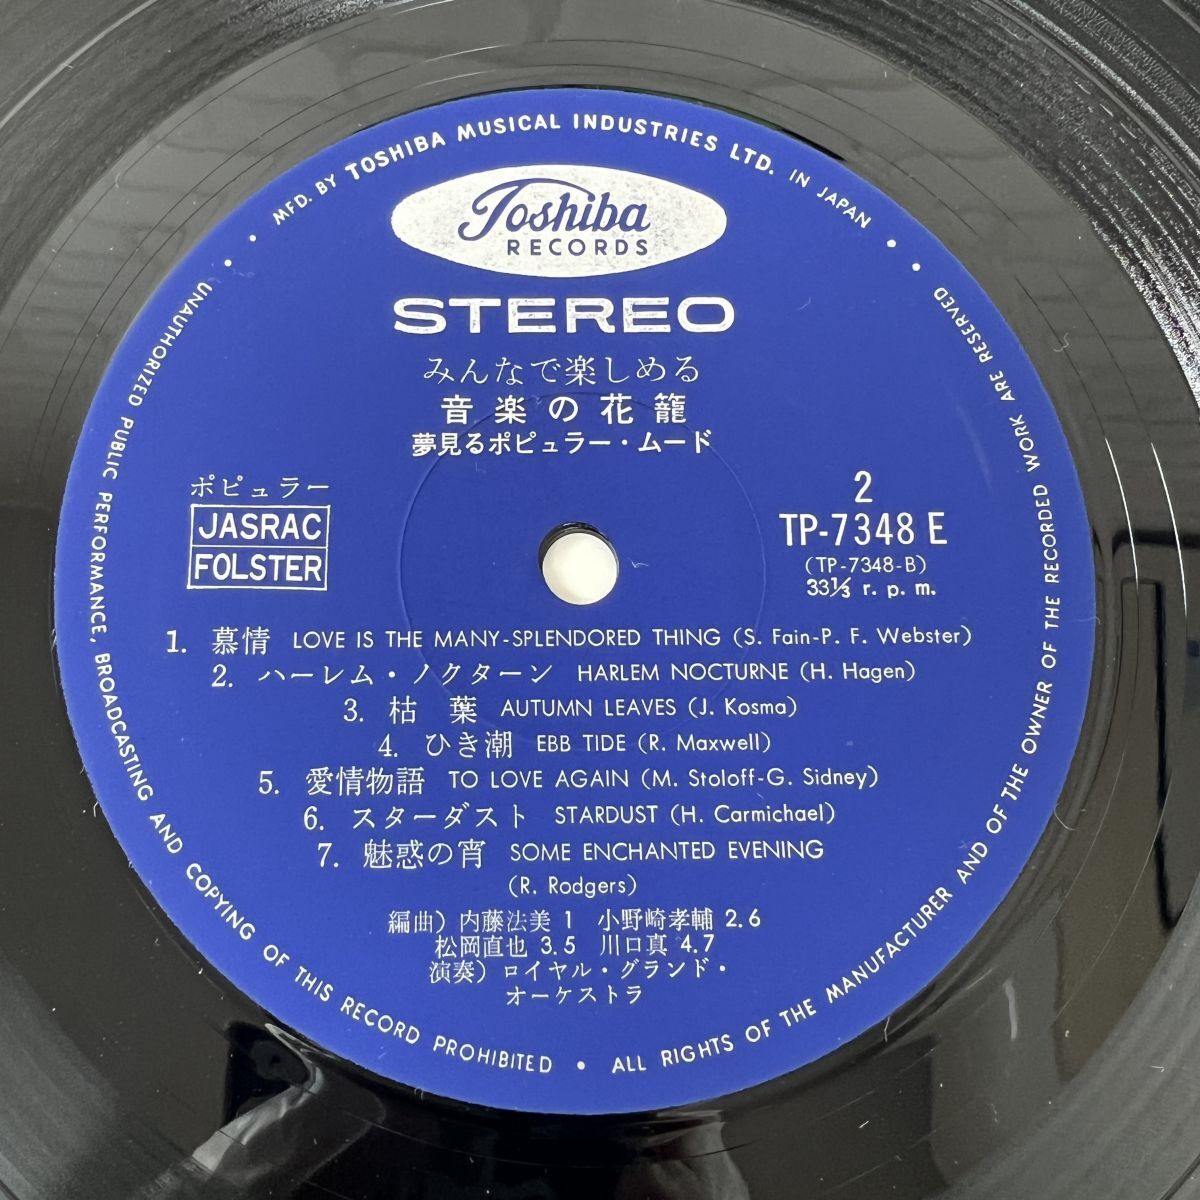 MFD. BY TOSHIBA MUSICAL INDUSTRIES LTD. IN JAPAN
Toshiba
RECORDS
STEREO
みんなで楽しめる
音楽の花籠
夢見るポピュラー・ムード
ポピュラー
JASRAC
FOLSTER
2
TP-7348 E
(TP-7348-B)
33⅓ r. p. m.
1. 慕情 LOVE IS THE MANY-SPLENDORED THING (S. Fain-P. F. Webster)
2. ハーレム・ノクターン HARLEM NOCTURNE (H. Hagen)
3. 枯 葉 AUTUMN LEAVES (J. Kosma)
4. ひき潮 EBB TIDE (R. Maxwell)
5. 愛情物語 TO LOVE AGAIN (M. Stoloff-G. Sidney)
6. スターダスト STARDUST (H. Carmichael)
7. 魅惑の宵 SOME ENCHANTED EVENING
(R. Rodgers)
編曲) 内藤法美 1 小野崎孝輔 2.6
松岡直也 3.5 川口真 4.7
演奏) ロイヤル・グランド・
オーケストラ
UNAUTHORIZED PUBLIC PERFORMANCE, BROADCASTING AND COPYING OF THIS RECORD PROHIBITED • ALL RIGHTS OF THE MANUFACTURER AND OF THE OWNER OF THE RECORDED WORK ARE RESERVED